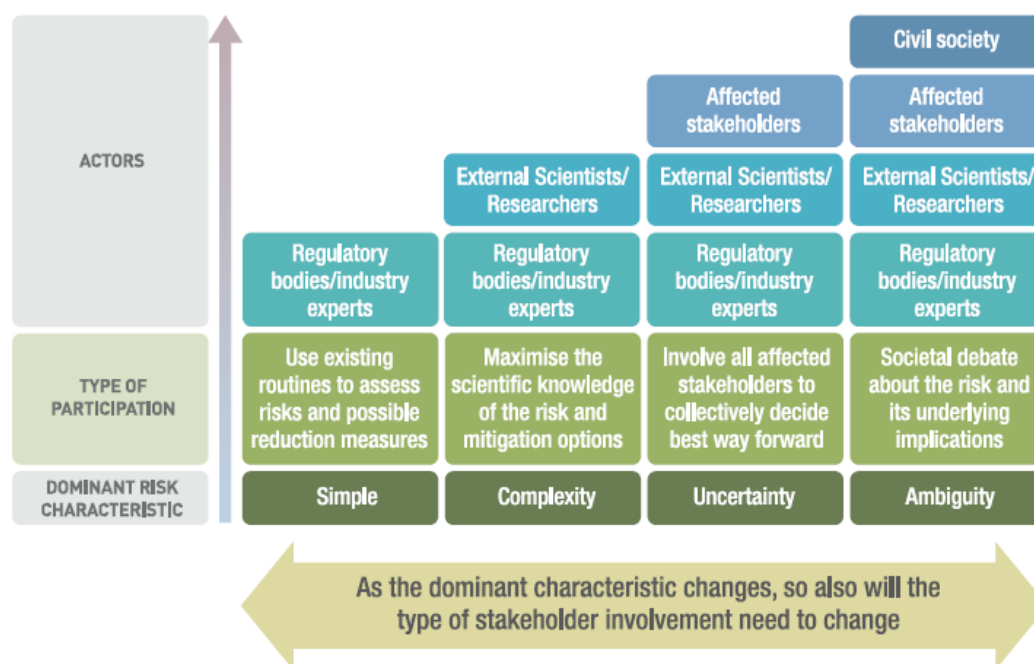 Civil society
Affected
stakeholders
Affected
stakeholders
ACTORS
External Scientists/
Researchers
External Scientists/
Researchers
External Scientists/
Researchers
Regulatory
bodies/industry
experts
Regulatory
bodies/industry
experts
Regulatory
bodies/industry
experts
Regulatory
bodies/industry
experts
TYPE OF
PARTICIPATION
Use existing
routines to assess
risks and possible
reduction measures
Maximise the
scientific knowledge
of the risk and
mitigation options
Involve all affected
stakeholders to
collectively decide
best way forward
Societal debate
about the risk and
its underlying
implications
DOMINANT RISK
CHARACTERISTIC
Simple
Complexity
Uncertainty
Ambiguity
As the dominant characteristic changes, so also will the
type of stakeholder involvement need to change